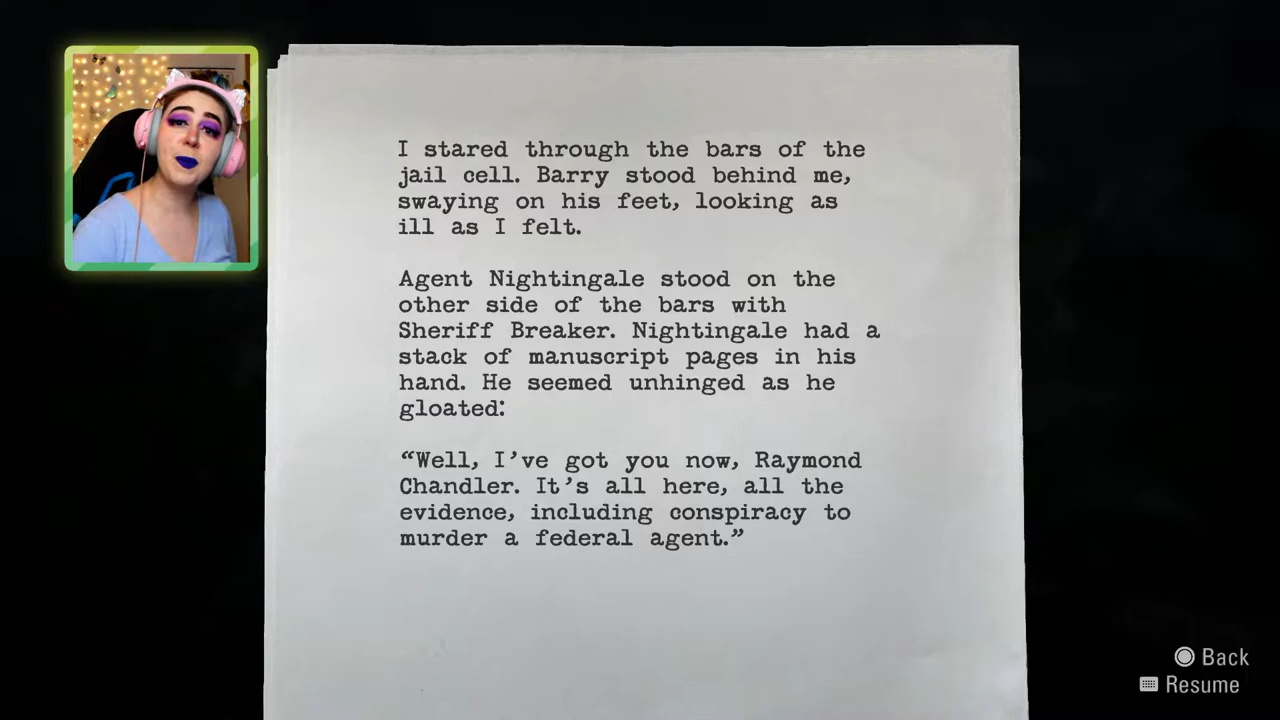 I stared through the bars of the
jail cell. Barry stood behind me,
swaying on his feet, looking as
ill as I felt.
Agent Nightingale stood on the
other side of the bars with
Sheriff Breaker. Nightingale had a
stack of manuscript pages in his
hand. He seemed unhinged as he
gloated:
“Well, I’ve got you now, Raymond
Chandler. It’s all here, all the
evidence, including conspiracy to
murder a federal agent.”
Back
Resume